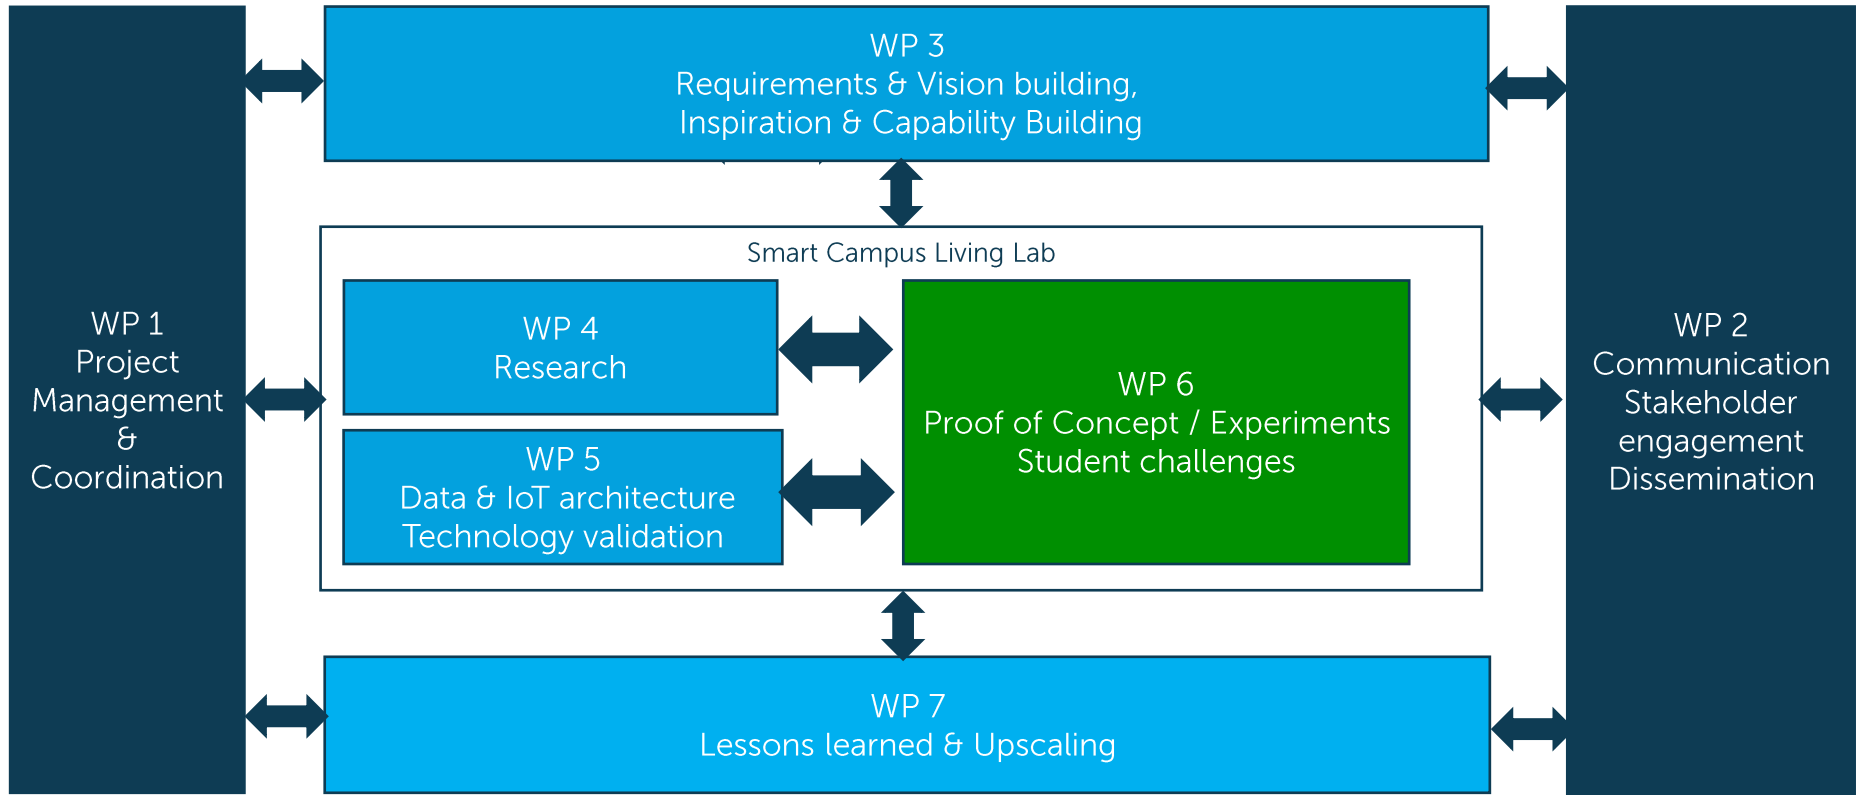 WP 3
Requirements & Vision building,
Inspiration & Capability Building
Smart Campus Living Lab
WP 1
Project
Management
&
Coordination
WP 4
Research
WP 5
Data & IoT architecture
Technology validation
WP 6
Proof of Concept / Experiments
Student challenges
WP 2
Communication
Stakeholder
engagement
Dissemination
WP 7
Lessons learned & Upscaling